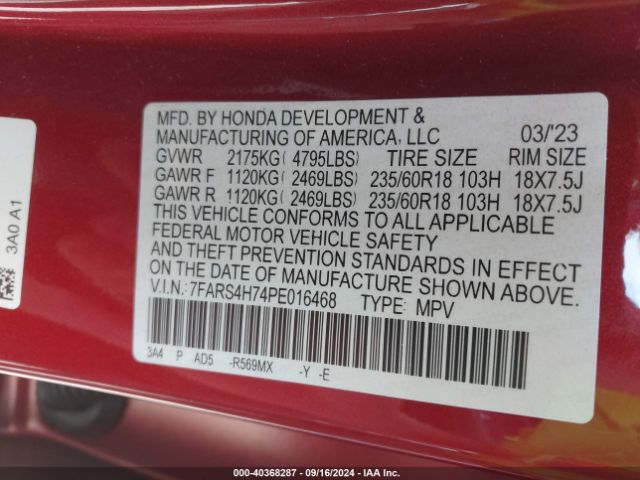 MFD. BY HONDA DEVELOPMENT &
MANUFACTURING OF AMERICA, LLC 03/'23
GVWR 2175KG( 4795LBS) TIRE SIZE RIM SIZE
GAWR F 1120KG( 2469LBS) 235/60R18 103H 18X7.5J
GAWR R 1120KG( 2469LBS) 235/60R18 103H 18X7.5J
THIS VEHICLE CONFORMS TO ALL APPLICABLE
FEDERAL MOTOR VEHICLE SAFETY
AND THEFT PREVENTION STANDARDS IN EFFECT
ON THE DATE OF MANUFACTURE SHOWN ABOVE.
V.I.N.: 7FARS4H74PE016468 TYPE: MPV
3A4 P AD5 -R569MX -Y -E
3A0 A1
000-40368287 - 09/16/2024 - IAA Inc.